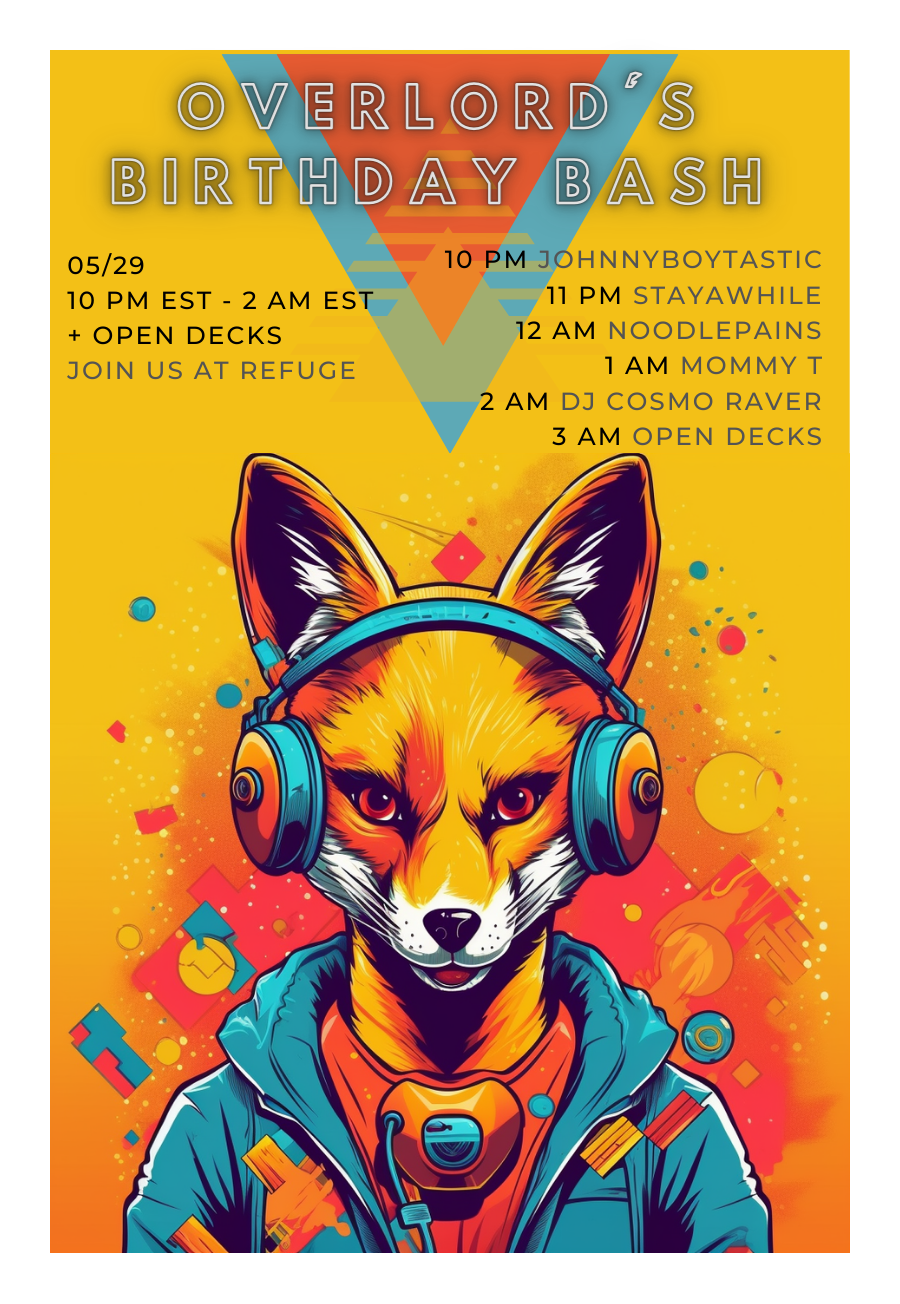 OVERLORD'S
BIRTHDAY BASH
05/29
10 PM EST - 2 AM EST
+ OPEN DECKS
JOIN US AT REFUGE
10 PM JOHNNYBOYTASTIC
11 PM STAYAWHILE
12 AM NOODLEPAINS
1 AM MOMMY T
2 AM DJ COSMO RAVER
3 AM OPEN DECKS